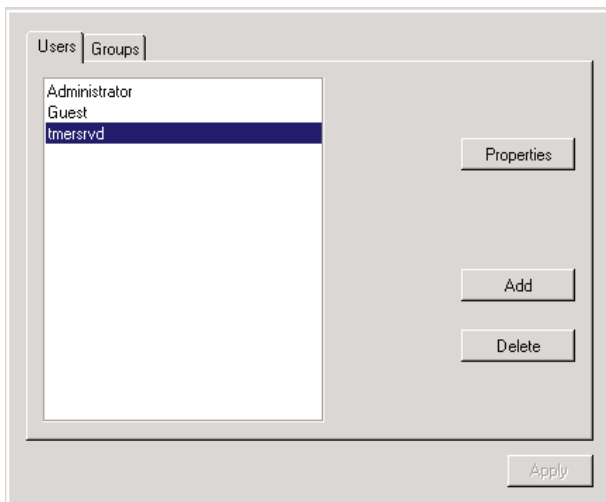 Users Groups
Administrator
Guest
tmersrvd
Properties
Add
Delete
Apply